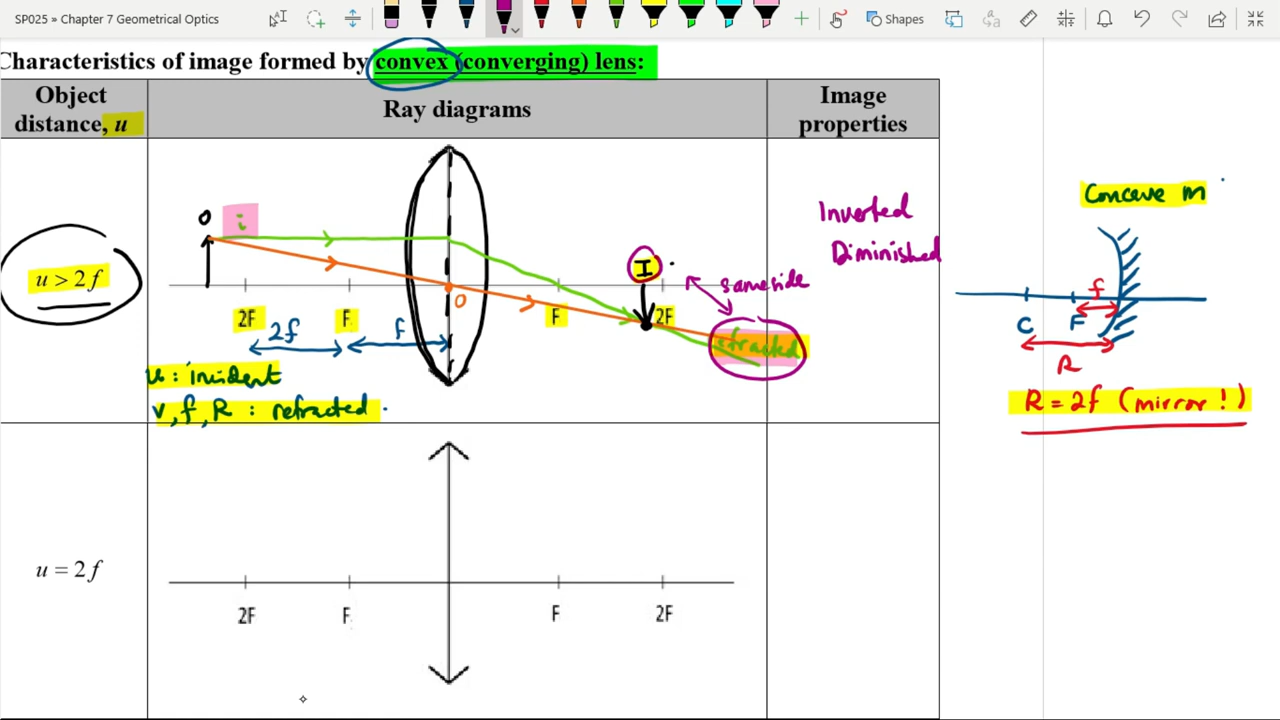 SP025 » Chapter 7 Geometrical Optics
Shapes
Characteristics of image formed by convex (converging) lens:
Object distance, u
Ray diagrams
Image properties
u > 2f
O
i
O
I
same side
2F
F
F
2F
2f
f
refracted
u : incident
v, f, R : refracted.
Inverted
Diminished
Concave m
f
C
F
R
R = 2f (mirror!)
u = 2f
2F
F
F
2F